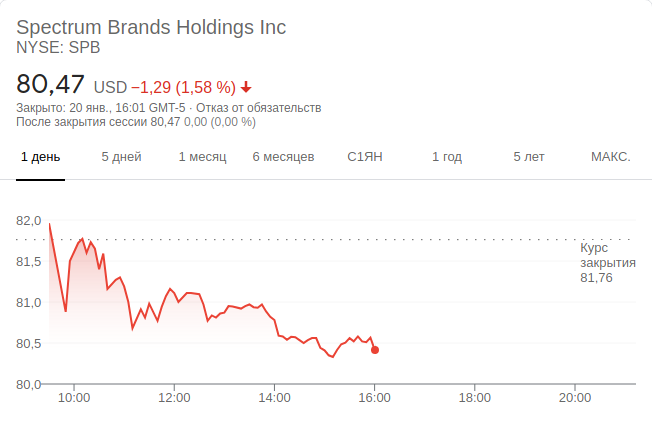 Spectrum Brands Holdings Inc
NYSE: SPB
80,47 USD −1,29 (1,58 %)
Закрыто: 20 янв., 16:01 GMT-5 · Отказ от обязательств
После закрытия сессии 80,47 0,00 (0,00 %)
1 день 5 дней 1 месяц 6 месяцев С1ЯН 1 год 5 лет МАКС.
82,0
Курс
закрытия
81,76
81,5
81,0
80,5
80,0
10:00 12:00 14:00 16:00 18:00 20:00